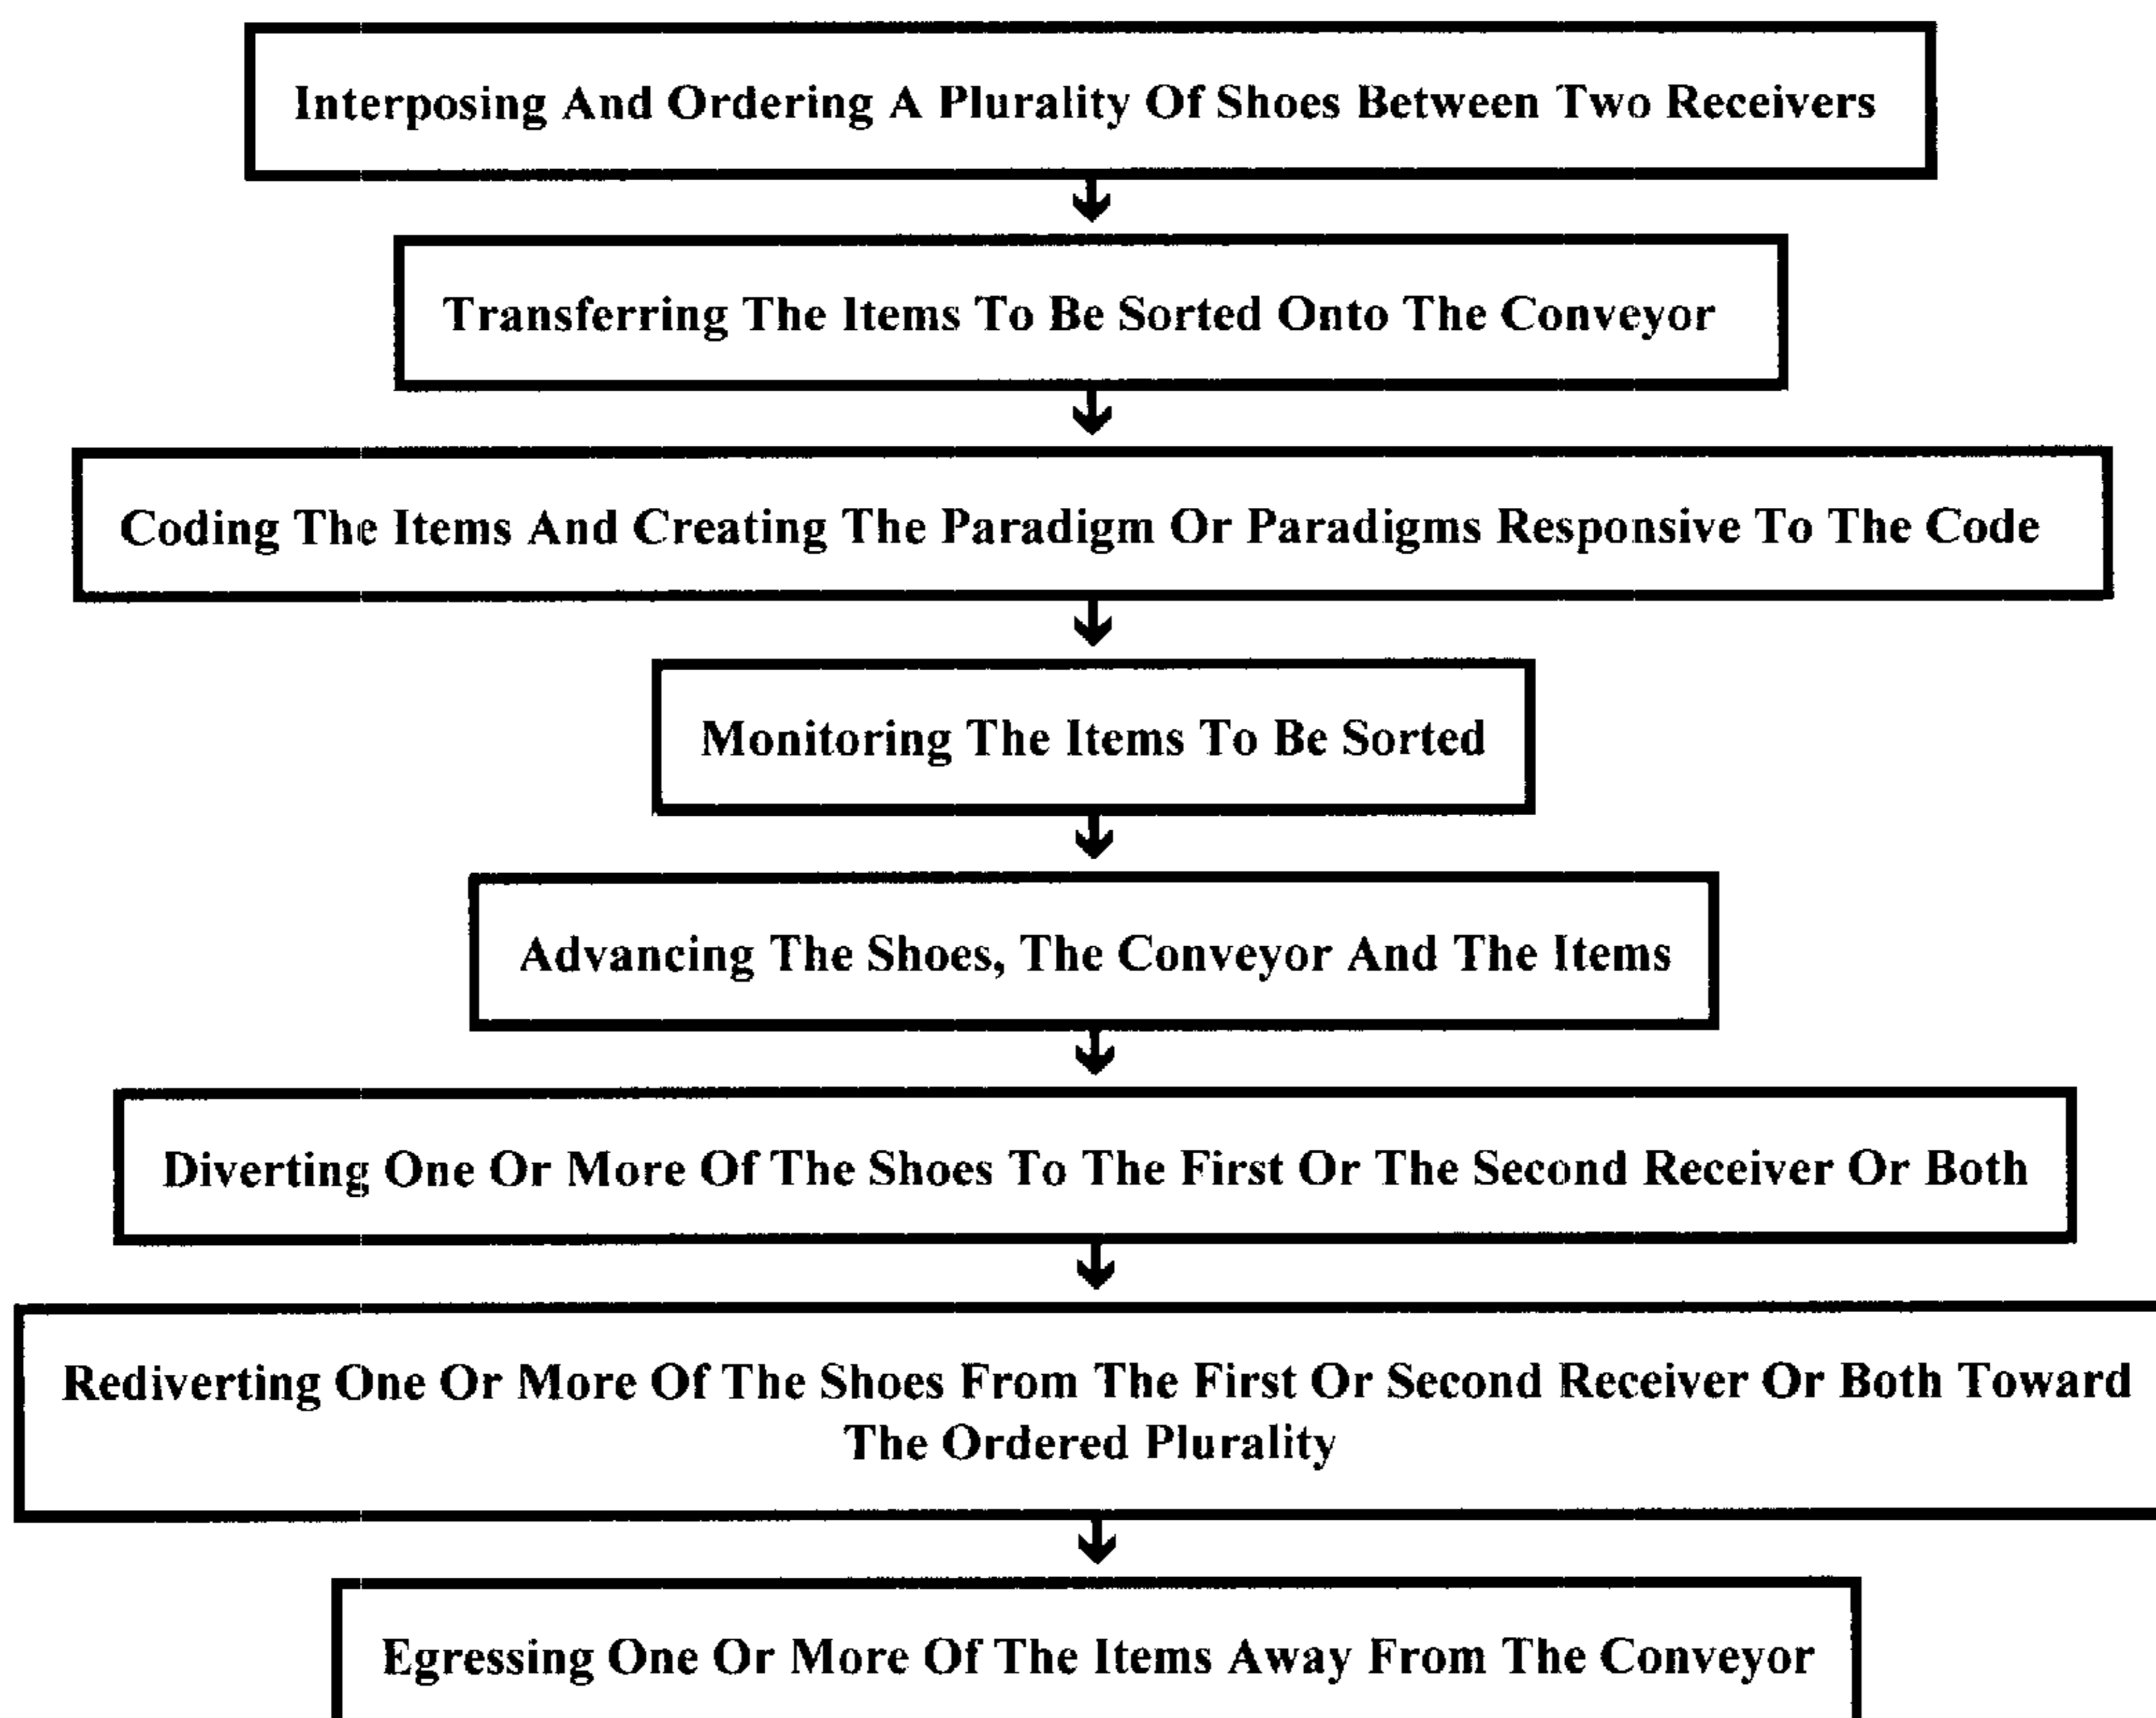 Interposing And Ordering A Plurality Of Shoes Between Two Receivers
Transferring The Items To Be Sorted Onto The Conveyor
Coding The Items And Creating The Paradigm Or Paradigms Responsive To The Code
Monitoring The Items To Be Sorted
Advancing The Shoes, The Conveyor And The Items
Diverting One Or More Of The Shoes To The First Or The Second Receiver Or Both
Rediverting One Or More Of The Shoes From The First Or Second Receiver Or Both Toward
The Ordered Plurality
Egressing One Or More Of The Items Away From The Conveyor